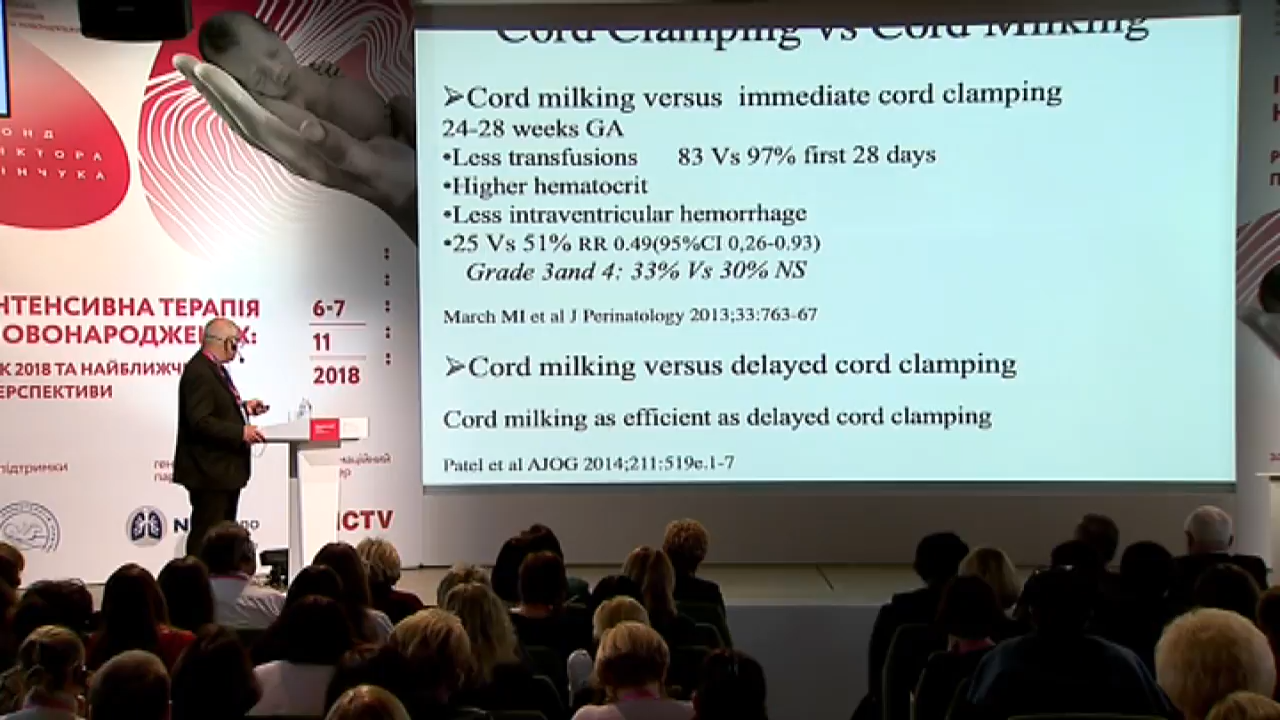 Cord Clamping vs Cord Milking
➢Cord milking versus immediate cord clamping
24-28 weeks GA
•Less transfusions 83 Vs 97% first 28 days
•Higher hematocrit
•Less intraventricular hemorrhage
•25 Vs 51% RR 0.49(95%CI 0,26-0.93)
Grade 3and 4: 33% Vs 30% NS
March MI et al J Perinatology 2013;33:763-67
➢Cord milking versus delayed cord clamping
Cord milking as efficient as delayed cord clamping
Patel et al AJOG 2014;211:519e.1-7
ОНД
ІКТОРА
ІНЧУКА
НТЕНСИВНА ТЕРАПІЯ
ОВОНАРОДЖЕ Х:
К 2018 ТА НАЙБЛИЖЧ
ЕРСПЕКТИВИ
6-7
11
2018
підтримки
ICTV